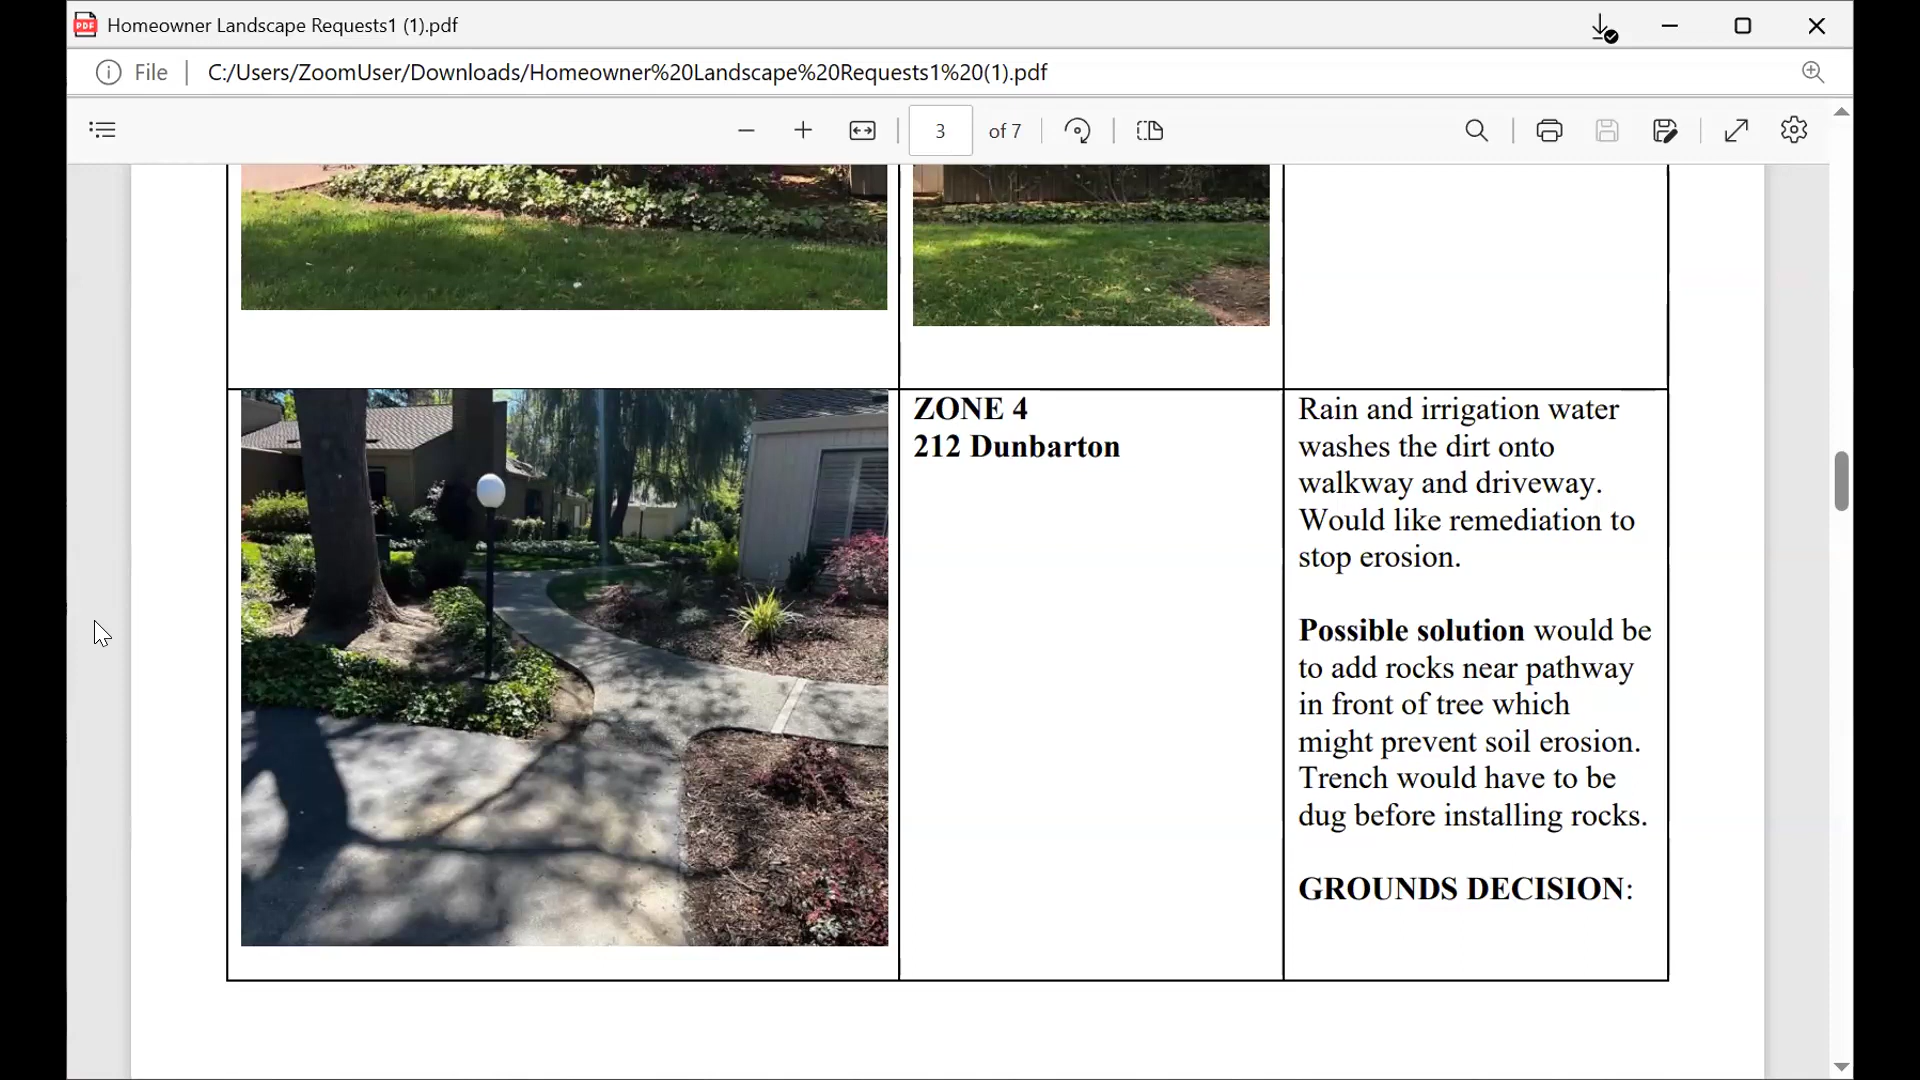 Homeowner Landscape Requests1 (1).pdf
File
C:/Users/ZoomUser/Downloads/Homeowner%20Landscape%20Requests1%20(1).pdf
3 of 7
ZONE 4
212 Dunbarton
Rain and irrigation water
washes the dirt onto
walkway and driveway.
Would like remediation to
stop erosion.
Possible solution would be
to add rocks near pathway
in front of tree which
might prevent soil erosion.
Trench would have to be
dug before installing rocks.
GROUNDS DECISION: